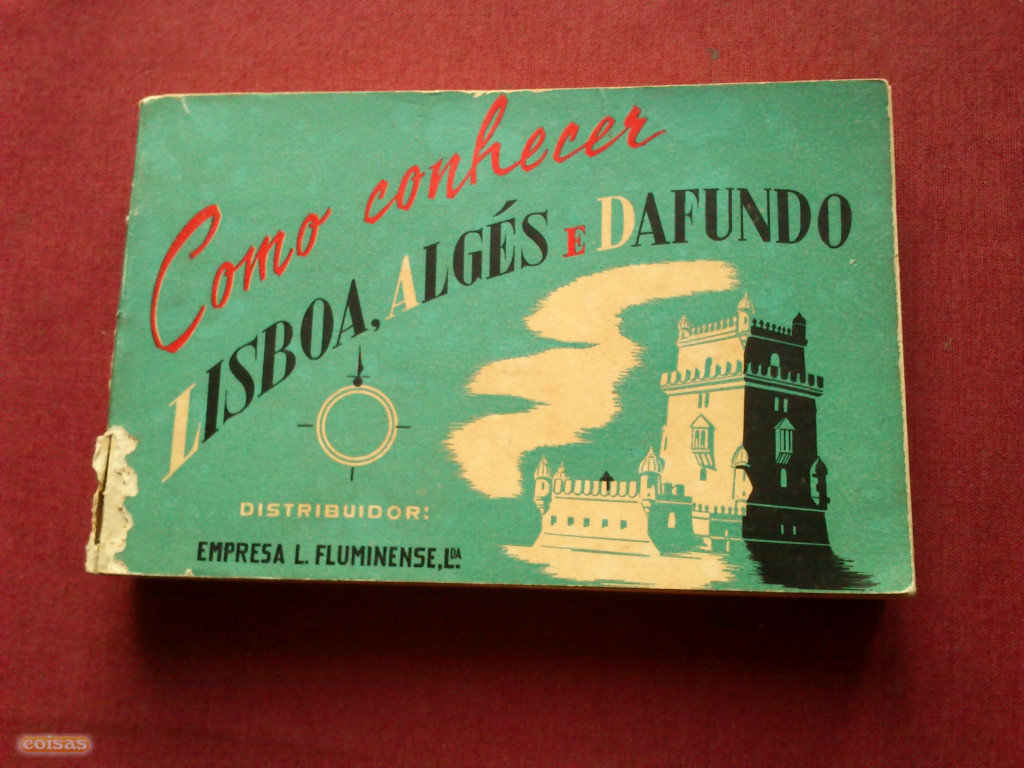 Como conhecer
LISBOA, ALGÉS E DAFUNDO
DISTRIBUIDOR:
EMPRESA L. FLUMINENSE, LDA.
coisas